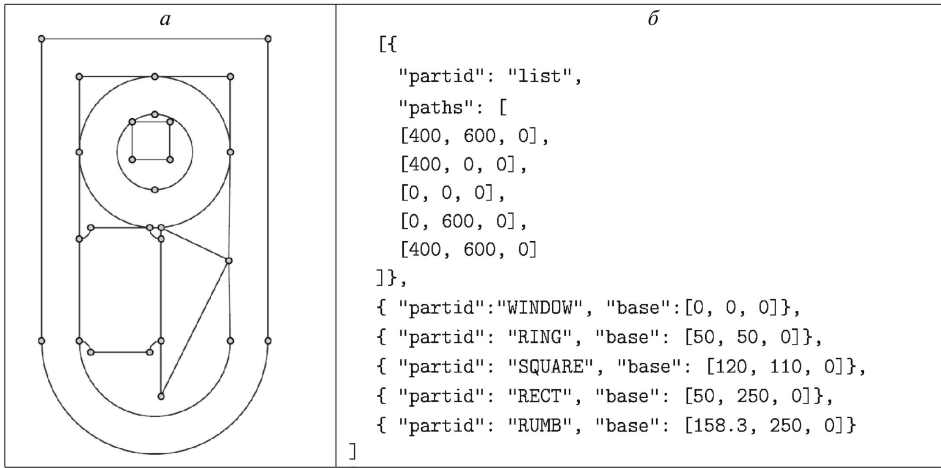 а
б
[{
"partid": "list",
"paths": [
[400, 600, 0],
[400, 0, 0],
[0, 0, 0],
[0, 600, 0],
[400, 600, 0]
]},
{ "partid":"WINDOW", "base":[0, 0, 0]},
{ "partid": "RING", "base": [50, 50, 0]},
{ "partid": "SQUARE", "base": [120, 110, 0]},
{ "partid": "RECT", "base": [50, 250, 0]},
{ "partid": "RUMB", "base": [158.3, 250, 0]}
]